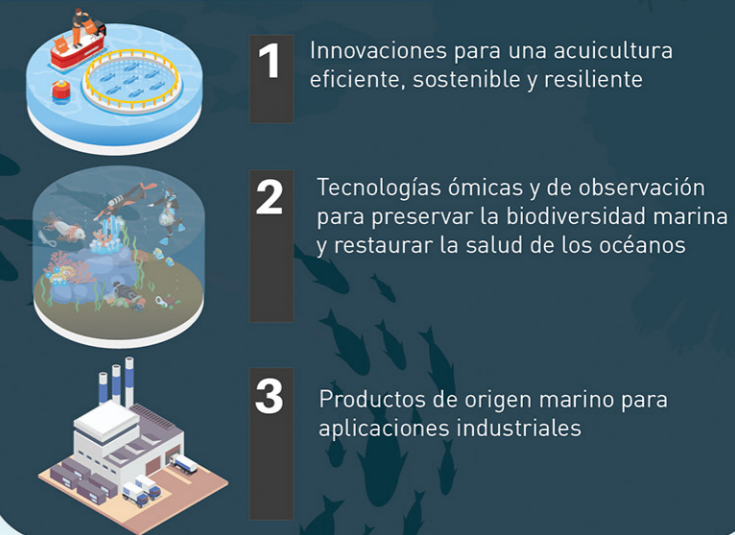 1
Innovaciones para una acuicultura
eficiente, sostenible y resiliente
2
Tecnologías ómicas y de observación
para preservar la biodiversidad marina
y restaurar la salud de los océanos
3
Productos de origen marino para
aplicaciones industriales